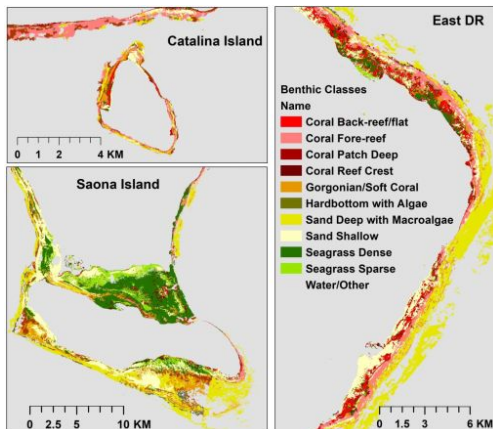 Catalina Island
0 1 2 4 KM
Saona Island
0 2.5 5 10 KM
East DR
Benthic Classes
Name
Coral Back-reef/flat
Coral Fore-reef
Coral Patch Deep
Coral Reef Crest
Gorgonian/Soft Coral
Hardbottom with Algae
Sand Deep with Macroalgae
Sand Shallow
Seagrass Dense
Seagrass Sparse
Water/Other
0 1.5 3 6 KM